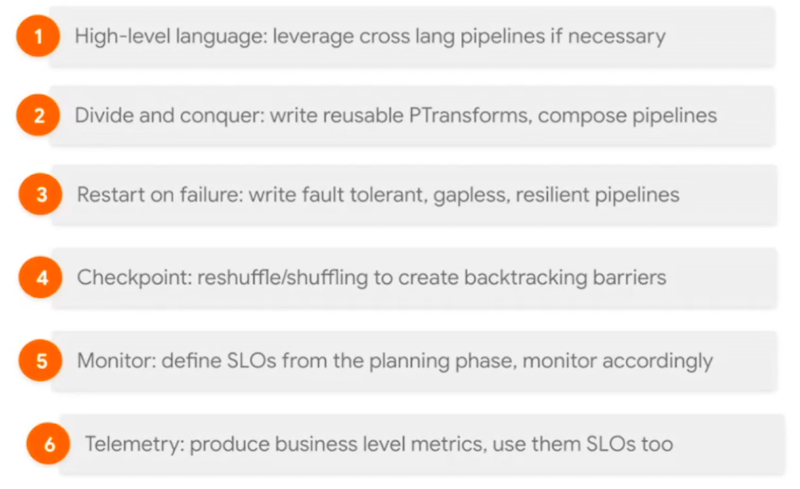 1 High-level language: leverage cross lang pipelines if necessary
2 Divide and conquer: write reusable PTransforms, compose pipelines
3 Restart on failure: write fault tolerant, gapless, resilient pipelines
4 Checkpoint: reshuffle/shuffling to create backtracking barriers
5 Monitor: define SLOs from the planning phase, monitor accordingly
6 Telemetry: produce business level metrics, use them SLOs too